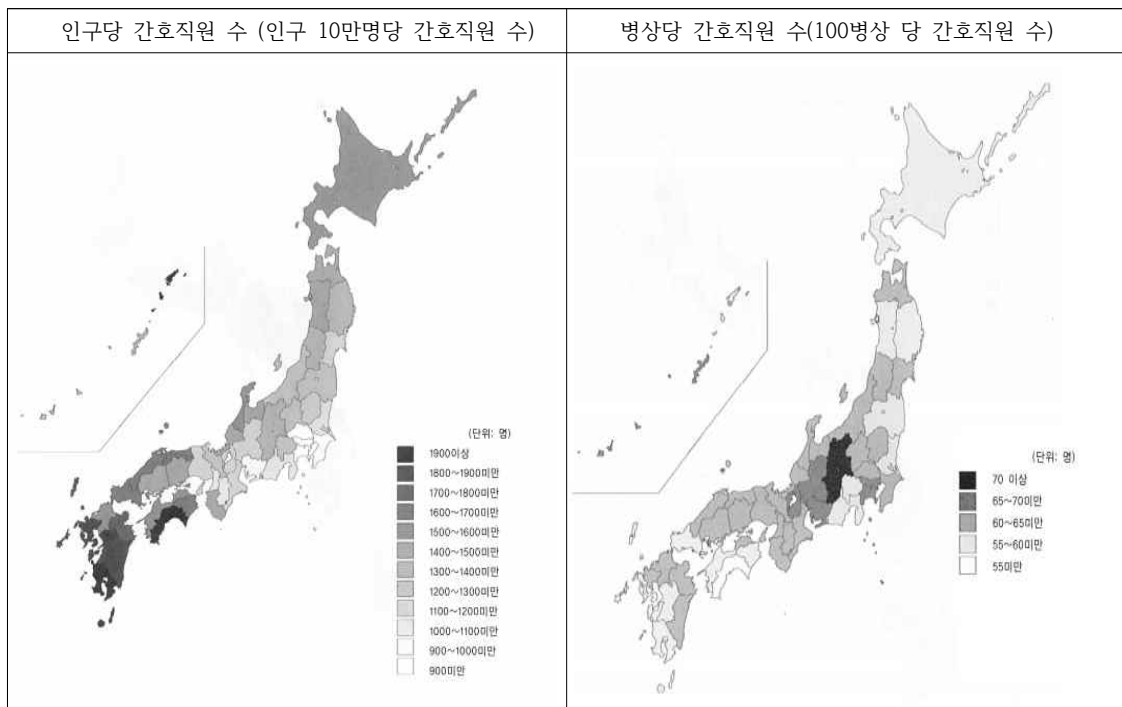 인구당 간호직원 수 (인구 10만명당 간호직원 수)
병상당 간호직원 수(100병상 당 간호직원 수)
(단위: 명)
1900이상
1800~1900미만
1700~1800미만
1600~1700미만
1500~1600미만
1400~1500미만
1300~1400미만
1200~1300미만
1100~1200미만
1000~1100미만
900~1000미만
900미만
(단위: 명)
70 이상
65~70미만
60~65미만
55~60미만
55미만